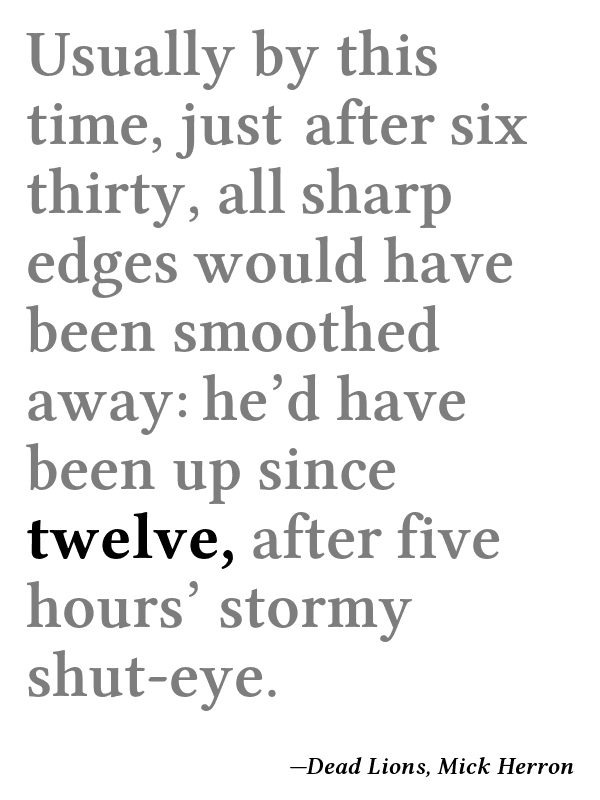 Usually by this
time, just after six
thirty, all sharp
edges would have
been smoothed
away: he’d have
been up since
twelve, after five
hours’ stormy
shut-eye.
—Dead Lions, Mick Herron